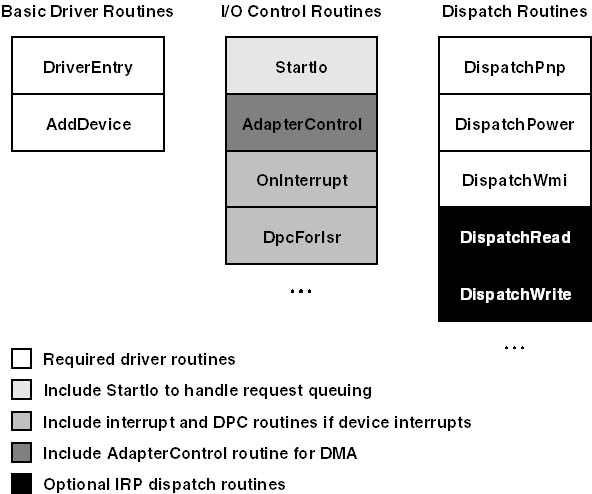 Basic Driver Routines
I/O Control Routines
Dispatch Routines
DriverEntry
AddDevice
StartIo
AdapterControl
OnInterrupt
DpcForIsr
...
DispatchPnp
DispatchPower
DispatchWmi
DispatchRead
DispatchWrite
...
Required driver routines
Include StartIo to handle request queuing
Include interrupt and DPC routines if device interrupts
Include AdapterControl routine for DMA
Optional IRP dispatch routines